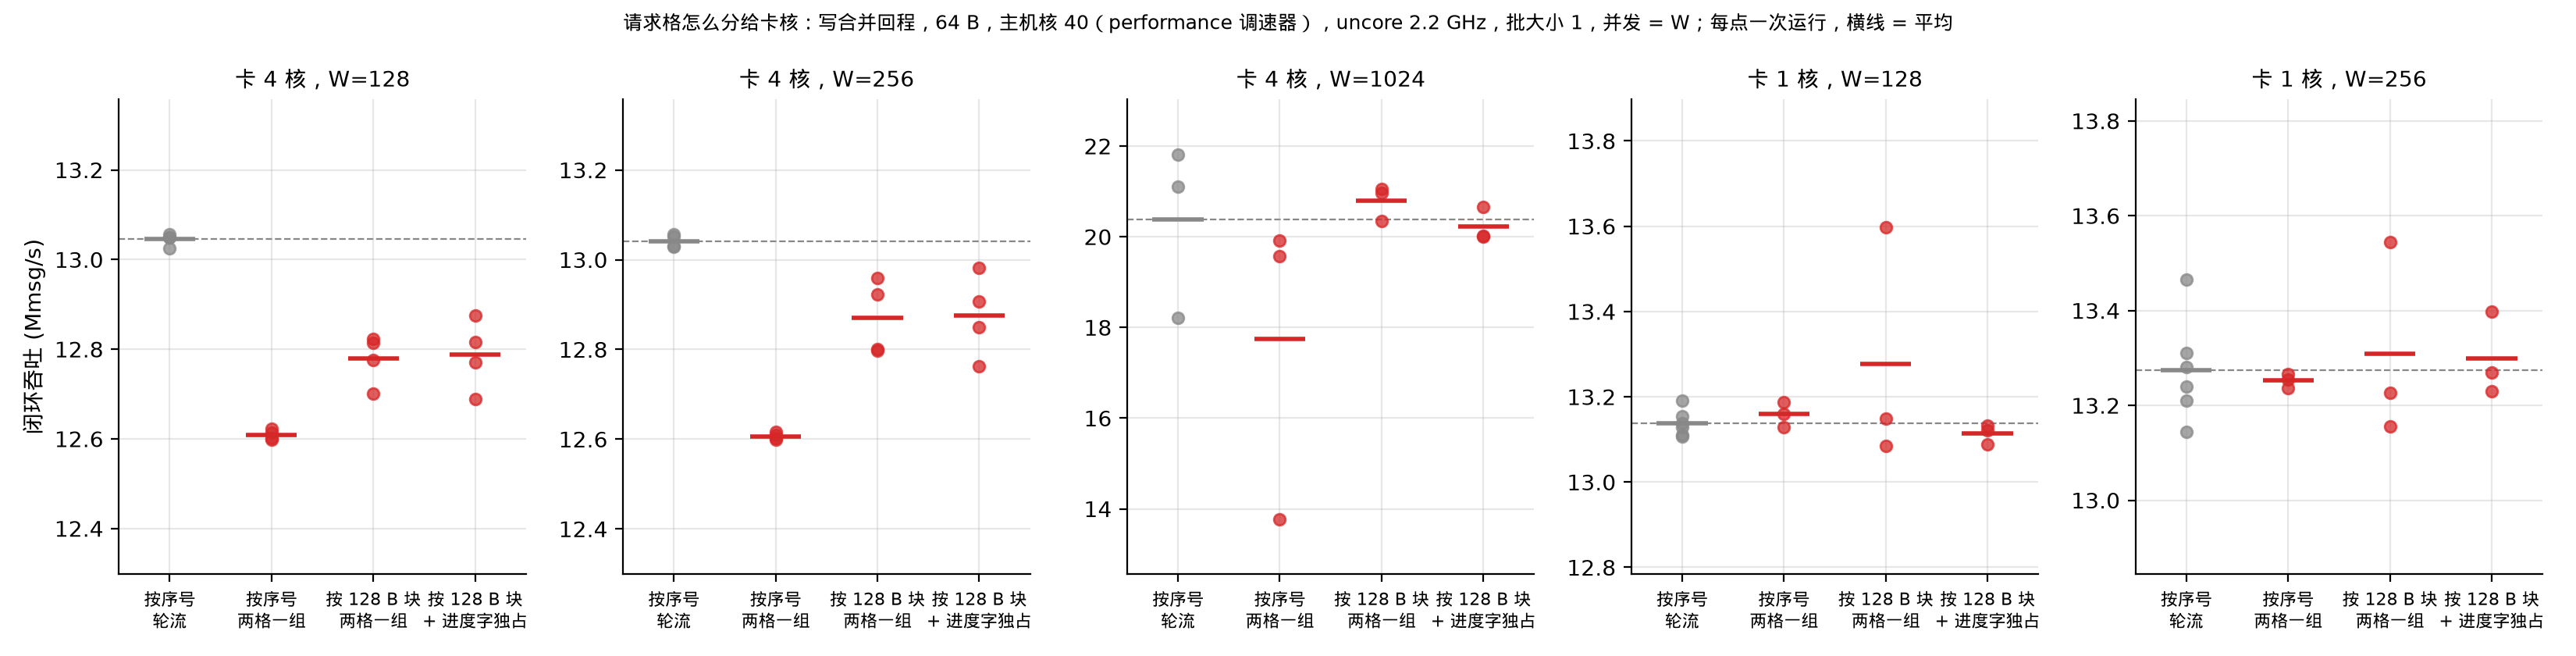 请求格怎么分给卡核：写合并回程，64 B，主机核 40（performance 调速器），uncore 2.2 GHz，批大小 1，并发 = W；每点一次运行，横线 = 平均
卡 4 核，W=128
闭环吞吐 (Mmsg/s)
13.2
13.0
12.8
12.6
12.4
按序号
轮流
按序号
两格一组
按 128 B 块
两格一组
按 128 B 块
+ 进度字独占
卡 4 核，W=256
13.2
13.0
12.8
12.6
12.4
按序号
轮流
按序号
两格一组
按 128 B 块
两格一组
按 128 B 块
+ 进度字独占
卡 4 核，W=1024
22
20
18
16
14
按序号
轮流
按序号
两格一组
按 128 B 块
两格一组
按 128 B 块
+ 进度字独占
卡 1 核，W=128
13.8
13.6
13.4
13.2
13.0
12.8
按序号
轮流
按序号
两格一组
按 128 B 块
两格一组
按 128 B 块
+ 进度字独占
卡 1 核，W=256
13.8
13.6
13.4
13.2
13.0
按序号
轮流
按序号
两格一组
按 128 B 块
两格一组
按 128 B 块
+ 进度字独占